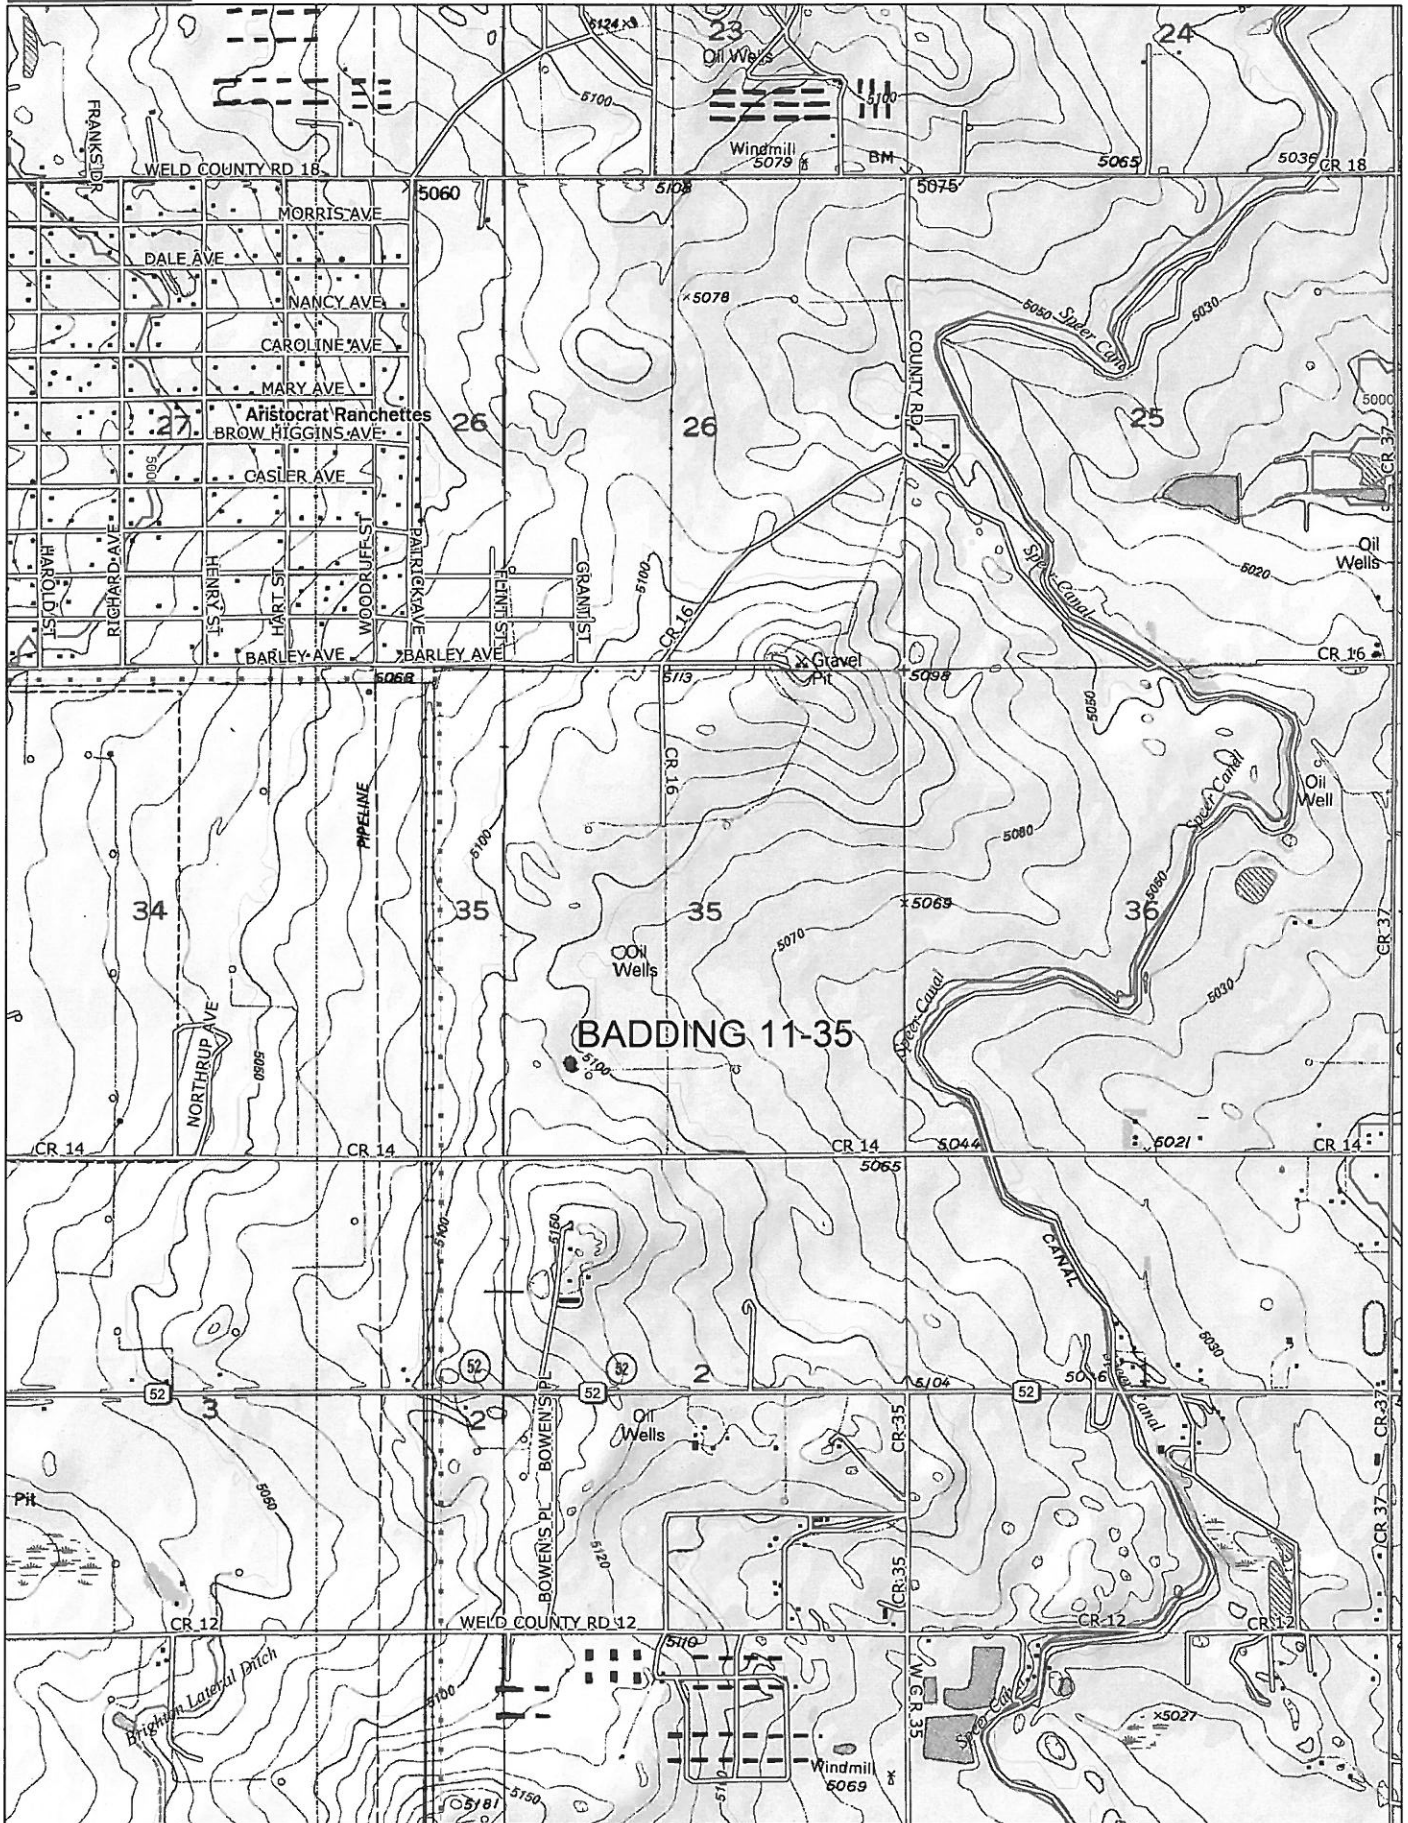 5124
23
24
Oil Wells
5100
5100
FRANKS DR
Windmill
5079
BM
5065
5036
CR 18
WELD COUNTY RD 18
5060
5108
5075
MORRIS AVE
DALE AVE
NANCY AVE
×5078
5050
Speer Canal
5030
CAROLINE AVE
COUNTY RD
MARY AVE
5000
Aristocrat Ranchettes
27
26
26
25
BROW HIGGINS AVE
CR 37
CASLER AVE
HAROLD ST
RICHARD AVE
HENRY ST
HART ST
WOODRUFF ST
PATRICK AVE
FLINT ST
GRANT ST
5100
Speer Canal
Oil
Wells
5020
CR 16
BARLEY AVE
BARLEY AVE
CR 16
Gravel
Pit
5068
5113
5098
5050
CR 16
PIPELINE
Speer Canal
Oil
Well
5100
5080
34
35
35
×5069
36
5050
5070
CR 37
Oil
Wells
Speer Canal
5030
NORTHRUP AVE
5050
BADDING 11-35
5100
CR 14
CR 14
CR 14
5044
5021
CR 14
5065
5100
5150
CANAL
5030
52
52
2
5104
52
52
52
3
2
Oil
Wells
BOWEN'S PL
BOWEN'S PL
CR 35
Canal
CR 37
Pit
5050
5120
CR 35
CR 37
CR 12
WELD COUNTY RD 12
CR 12
CR 12
5110
Brighton Lateral Ditch
5100
W C R 35
×5027
5110
Windmill
5069
5181
5150